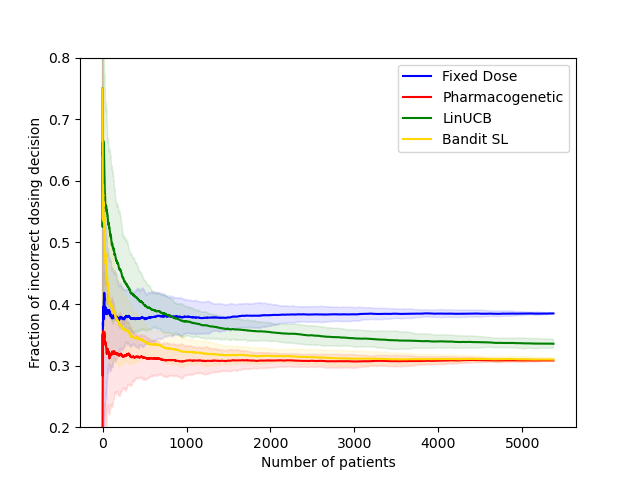 0.8
0.7
0.6
0.5
0.4
0.3
0.2
Fraction of incorrect dosing decision
Fixed Dose
Pharmacogenetic
LinUCB
Bandit SL
0 1000 2000 3000 4000 5000
Number of patients